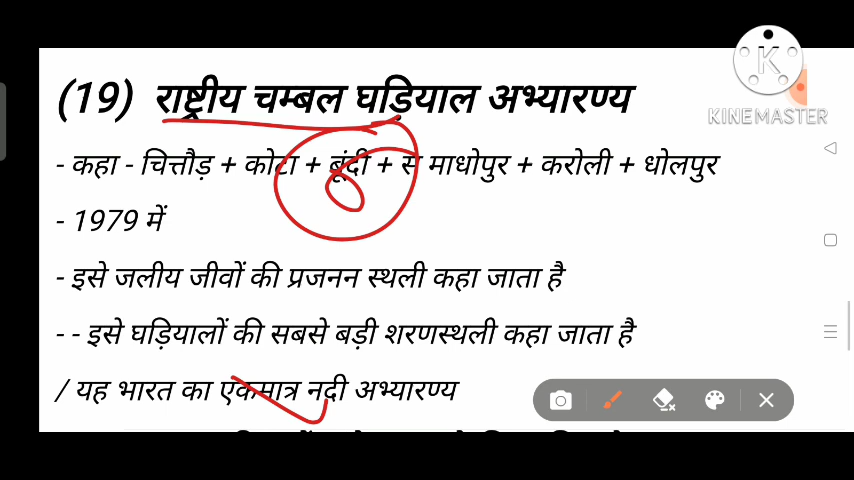 (19) राष्ट्रीय चम्बल घड़ियाल अभ्यारण्य
KINEMASTER
- कहा - चित्तौड़ + कोटा + बूंदी + स माधोपुर + करोली + धोलपुर
- 1979 में
- इसे जलीय जीवों की प्रजनन स्थली कहा जाता है
- - इसे घड़ियालों की सबसे बड़ी शरणस्थली कहा जाता है
/ यह भारत का एकमात्र नदी अभ्यारण्य